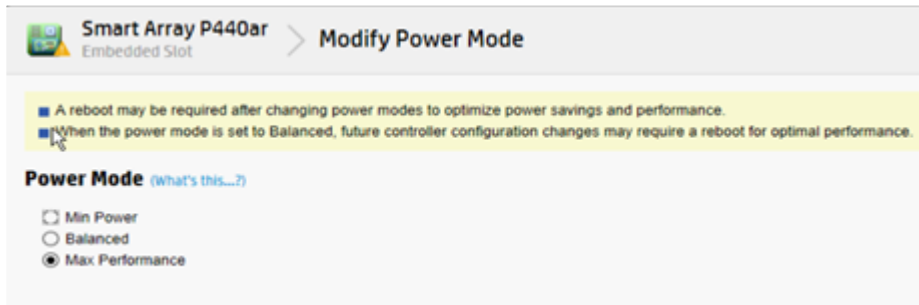 Smart Array P440ar
Embedded Slot
Modify Power Mode
A reboot may be required after changing power modes to optimize power savings and performance.
When the power mode is set to Balanced, future controller configuration changes may require a reboot for optimal performance.
Power Mode (What's this...?)
Min Power
Balanced
Max Performance